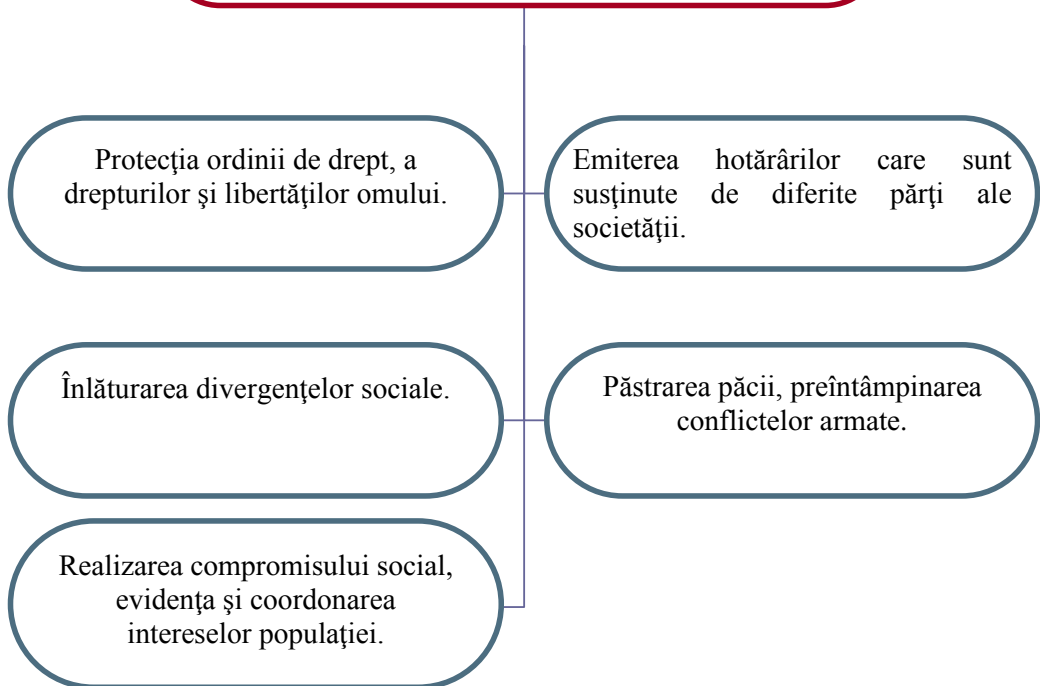 Protecţia ordinii de drept, a
drepturilor şi libertăţilor omului.
Emiterea hotărârilor care sunt
susţinute de diferite părţi ale
societăţii.
Înlăturarea divergenţelor sociale.
Păstrarea păcii, preîntâmpinarea
conflictelor armate.
Realizarea compromisului social,
evidenţa şi coordonarea
intereselor populaţiei.